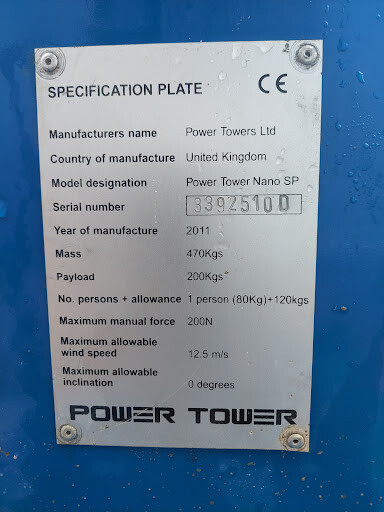 SPECIFICATION PLATE CE
Manufacturers name Power Towers Ltd
Country of manufacture United Kingdom
Model designation Power Tower Nano SP
Serial number 3392510D
Year of manufacture 2011
Mass 470Kgs
Payload 200Kgs
No. persons + allowance 1 person (80Kg)+120kgs
Maximum manual force 200N
Maximum allowable
wind speed 12.5 m/s
Maximum allowable
inclination 0 degrees
POWER TOWER